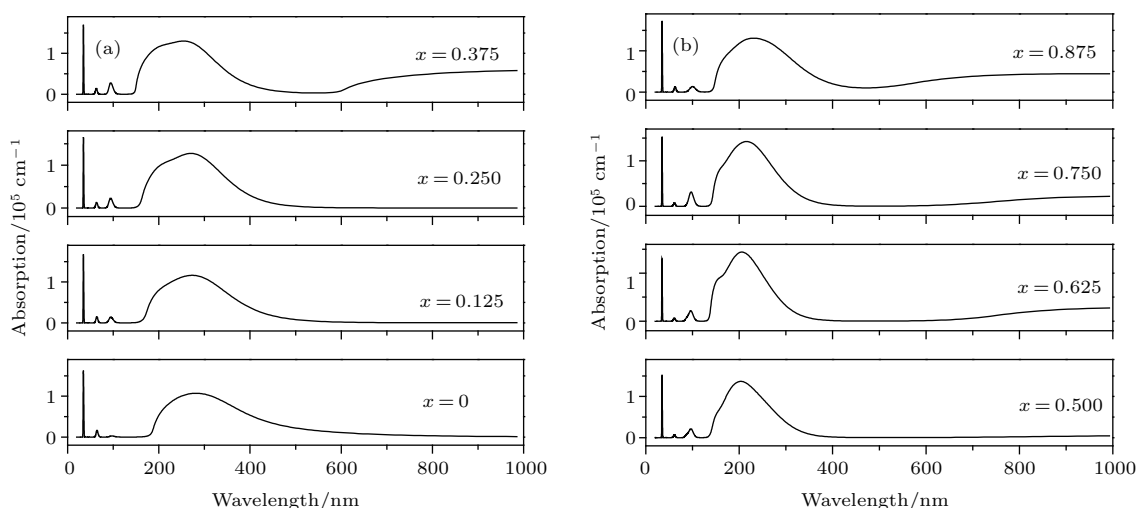 (a)
x = 0.375
1
0
x = 0.250
1
0
x = 0.125
1
0
x = 0
1
0
0 200 400 600 800 1000
Wavelength/nm
Absorption/10⁵ cm⁻¹
(b)
x = 0.875
1
0
x = 0.750
1
0
x = 0.625
1
0
x = 0.500
1
0
0 200 400 600 800 1000
Wavelength/nm
Absorption/10⁵ cm⁻¹